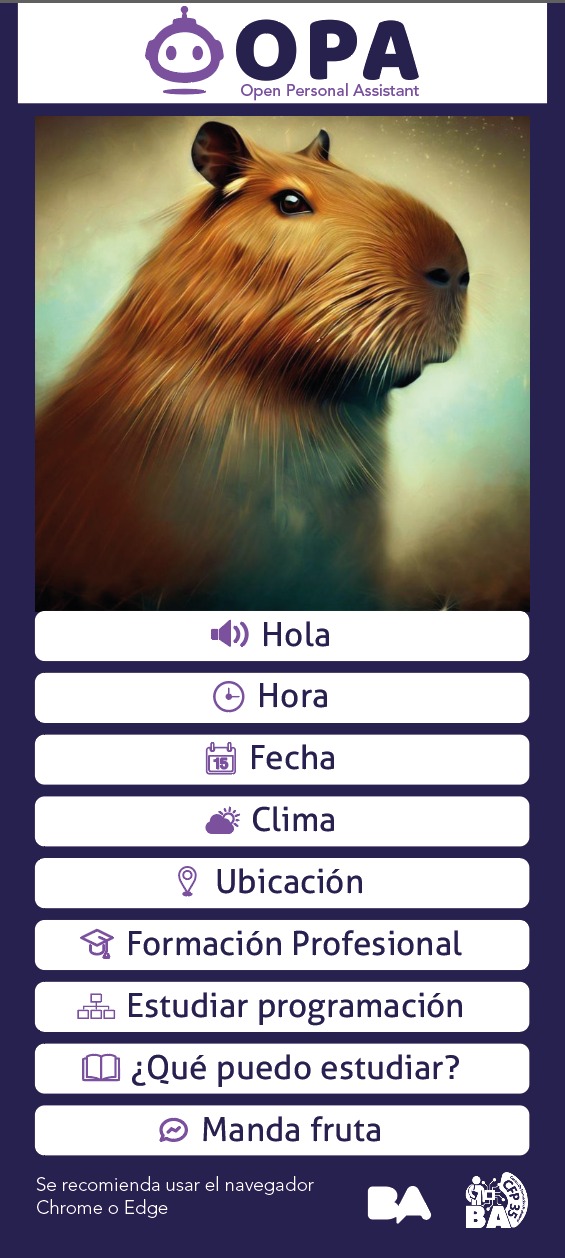 OPA
Open Personal Assistant
Hola
Hora
15
Fecha
Clima
Ubicación
Formación Profesional
Estudiar programación
¿Qué puedo estudiar?
Manda fruta
Se recomienda usar el navegador
Chrome o Edge
BA
BA
CFP 35